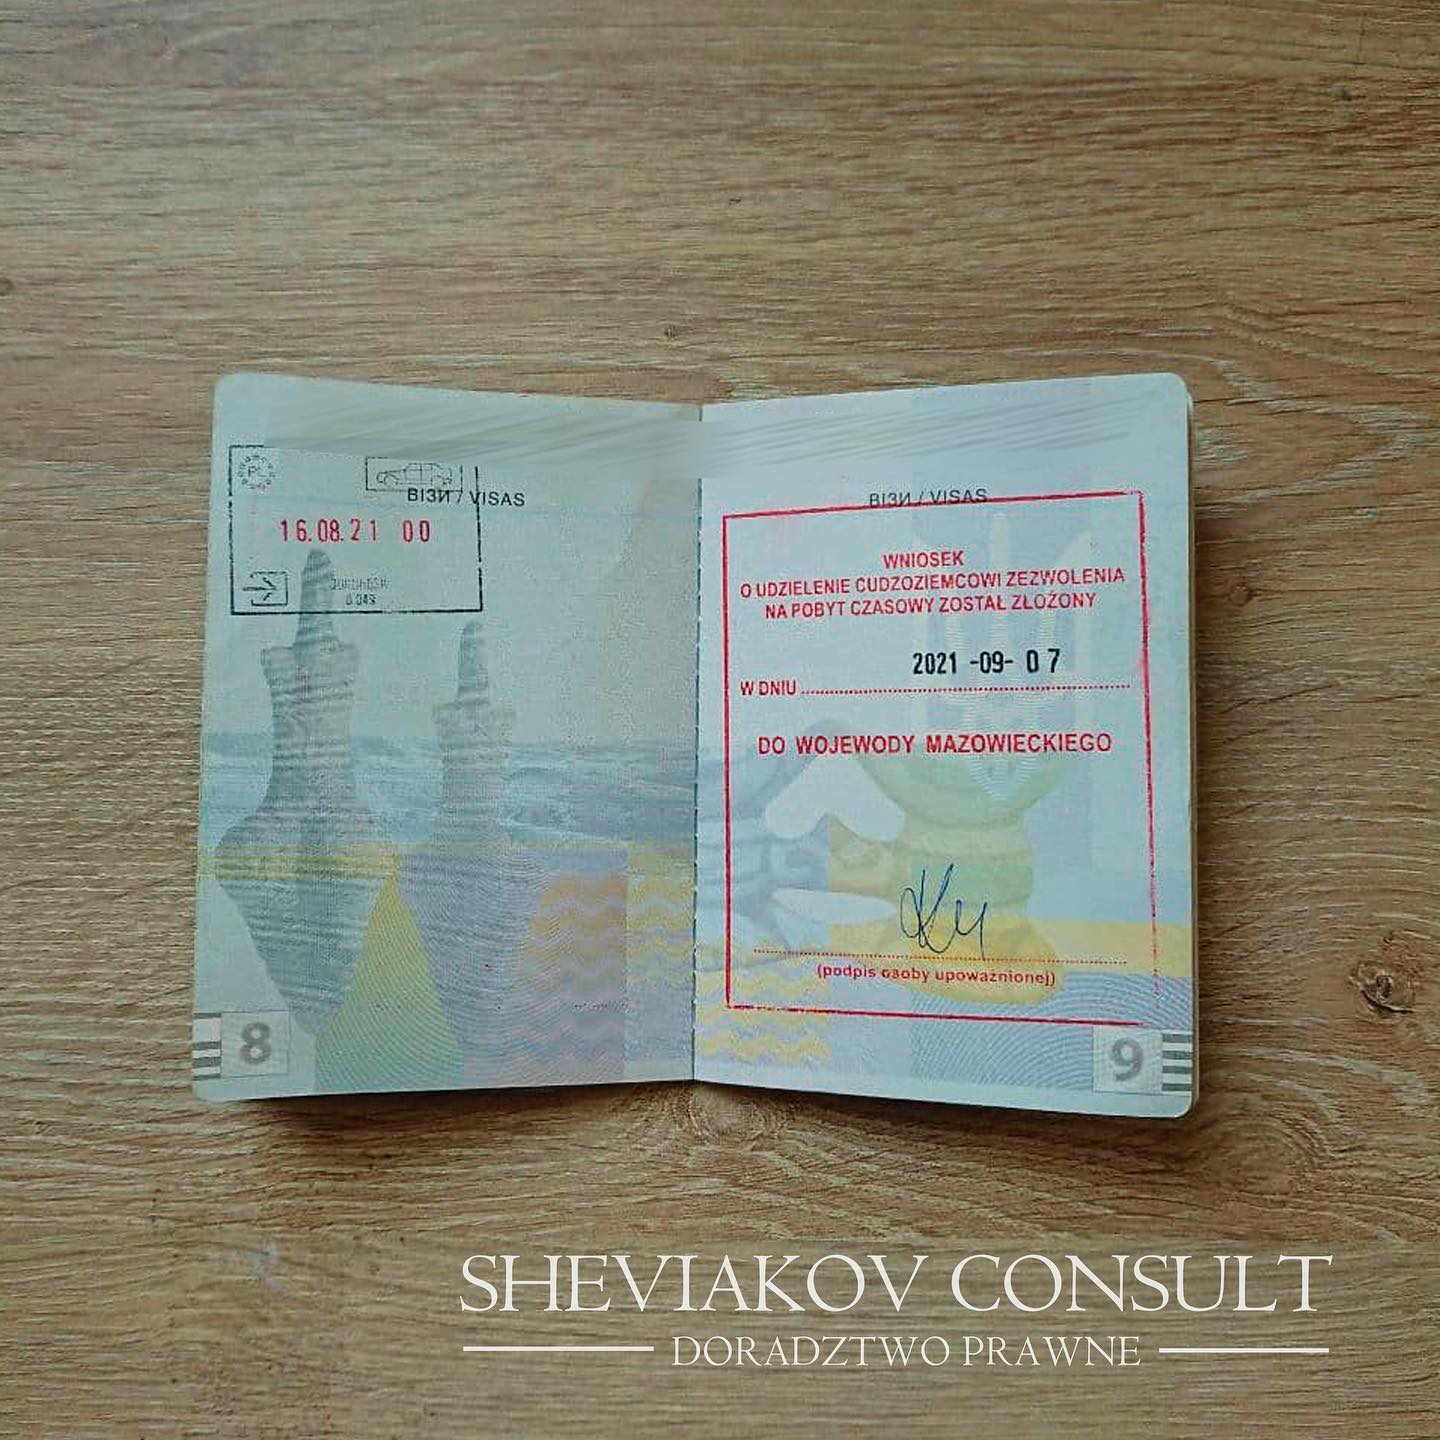 ВІЗИ / VISAS
16.08.21 00
8
ВІЗИ / VISAS
WNIOSEK
O UDZIELENIE CUDZOZIEMCOWI ZEZWOLENIA
NA POBYT CZASOWY ZOSTAŁ ZŁOŻONY
2021 -09- 07
W DNIU
DO WOJEWODY MAZOWIECKIEGO
(podpis osoby upoważnionej)
9
SHEVIAKOV CONSULT
DORADZTWO PRAWNE